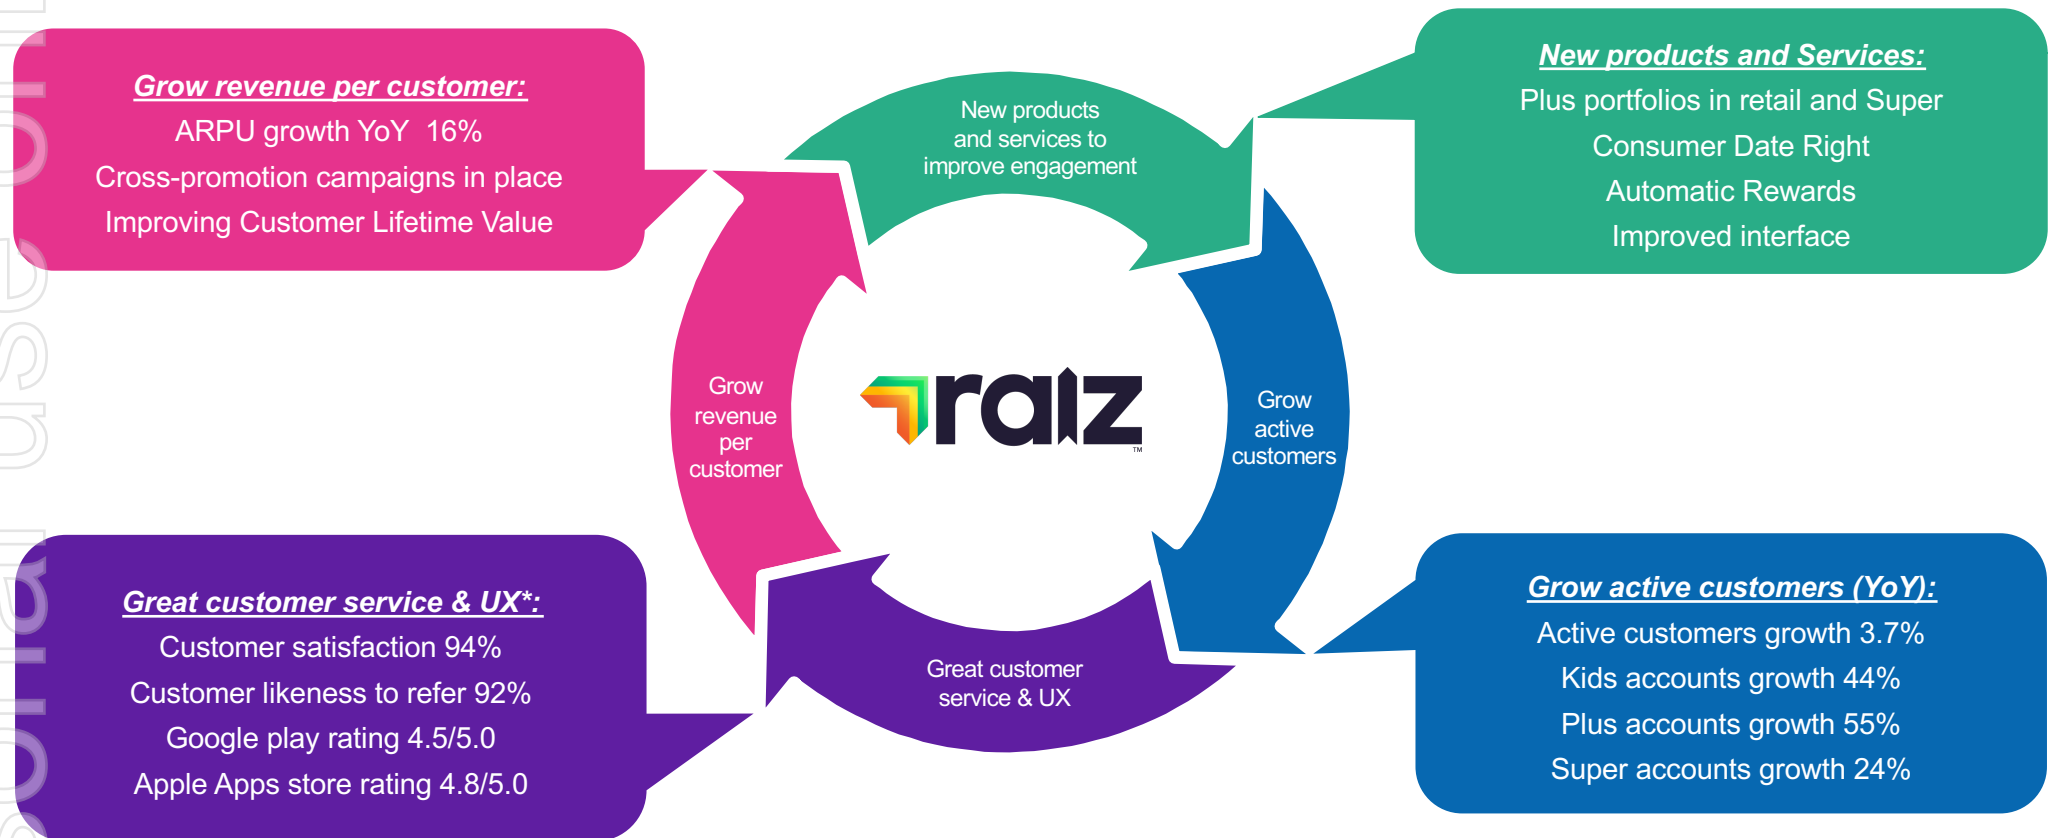 Grow revenue per customer:
ARPU growth YoY 16%
Cross-promotion campaigns in place
Improving Customer Lifetime Value
New products
and services to
improve engagement
New products and Services:
Plus portfolios in retail and Super
Consumer Date Right
Automatic Rewards
Improved interface
Grow
revenue
per
customer
raiz
TM
Grow
active
customers
Great customer service & UX*:
Customer satisfaction 94%
Customer likeness to refer 92%
Google play rating 4.5/5.0
Apple Apps store rating 4.8/5.0
Great customer
service & UX
Grow active customers (YoY):
Active customers growth 3.7%
Kids accounts growth 44%
Plus accounts growth 55%
Super accounts growth 24%